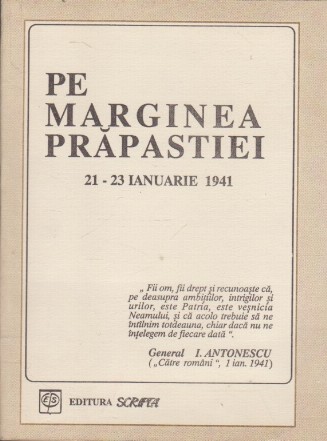 PE
MARGINEA
PRĂPASTIEI
21 - 23 IANUARIE 1941
„ Fii om, fii drept și recunoaște că,
pe deasupra ambițiilor, intrigilor și
urilor, este Patria, este veșnicia
Neamului, și că acolo trebuie să ne
întîlnim totdeauna, chiar dacă nu ne
înțelegem de fiecare dată “.
General I. ANTONESCU
( „Către români “, 1 ian. 1941)
ES EDITURA SCRIPTA